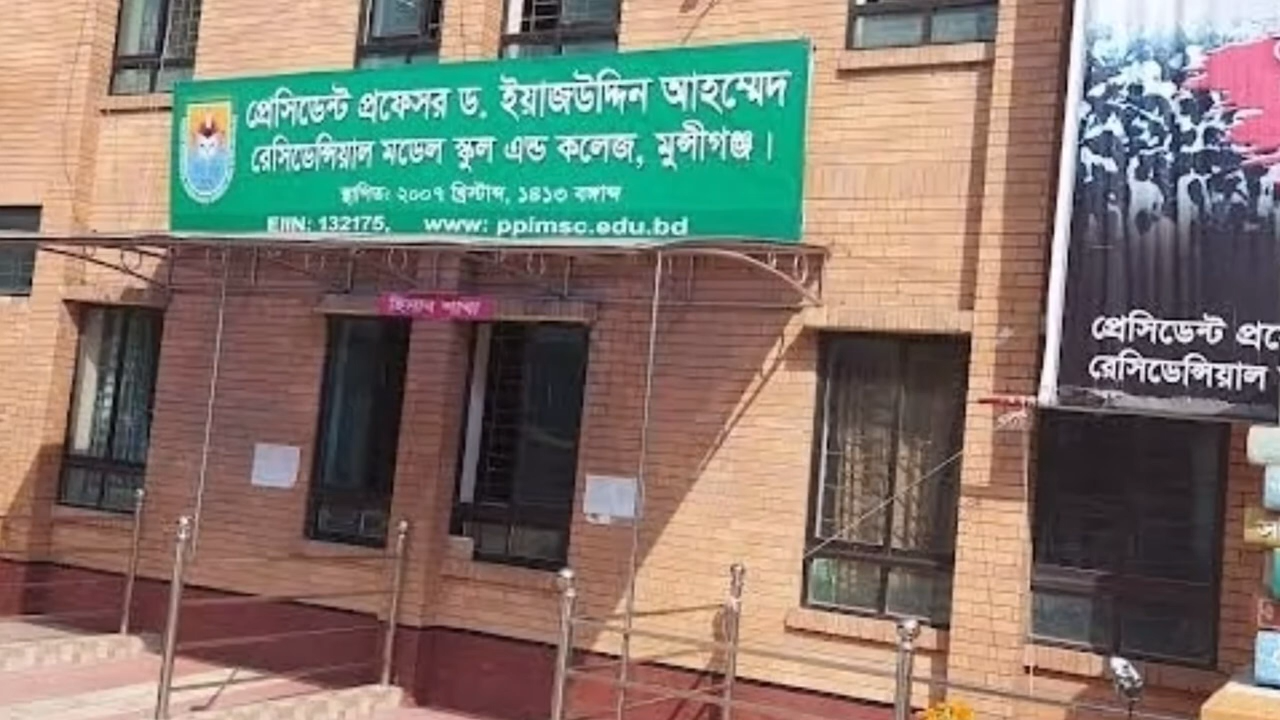 প্রেসিডেন্ট প্রফেসর ড. ইয়াজউদ্দিন আহম্মেদ
রেসিডেন্সিয়াল মডেল স্কুল এন্ড কলেজ, মুন্সীগঞ্জ।
স্থাপিত: ২০০৭ খ্রিস্টাব্দ, ১৪১৩ বঙ্গাব্দ
EIIN: 132175, www: ppimsc.edu.bd
হিসাব শাখা
প্রেসিডেন্ট
রেসিডেন্সিয়াল